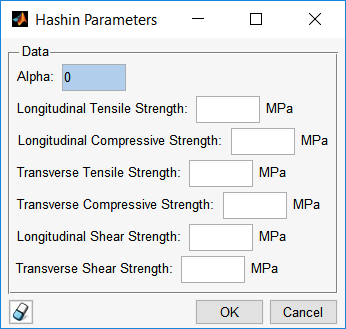 Hashin Parameters
Data
Alpha: 0
Longitudinal Tensile Strength: MPa
Longitudinal Compressive Strength: MPa
Transverse Tensile Strength: MPa
Transverse Compressive Strength: MPa
Longitudinal Shear Strength: MPa
Transverse Shear Strength: MPa
OK Cancel